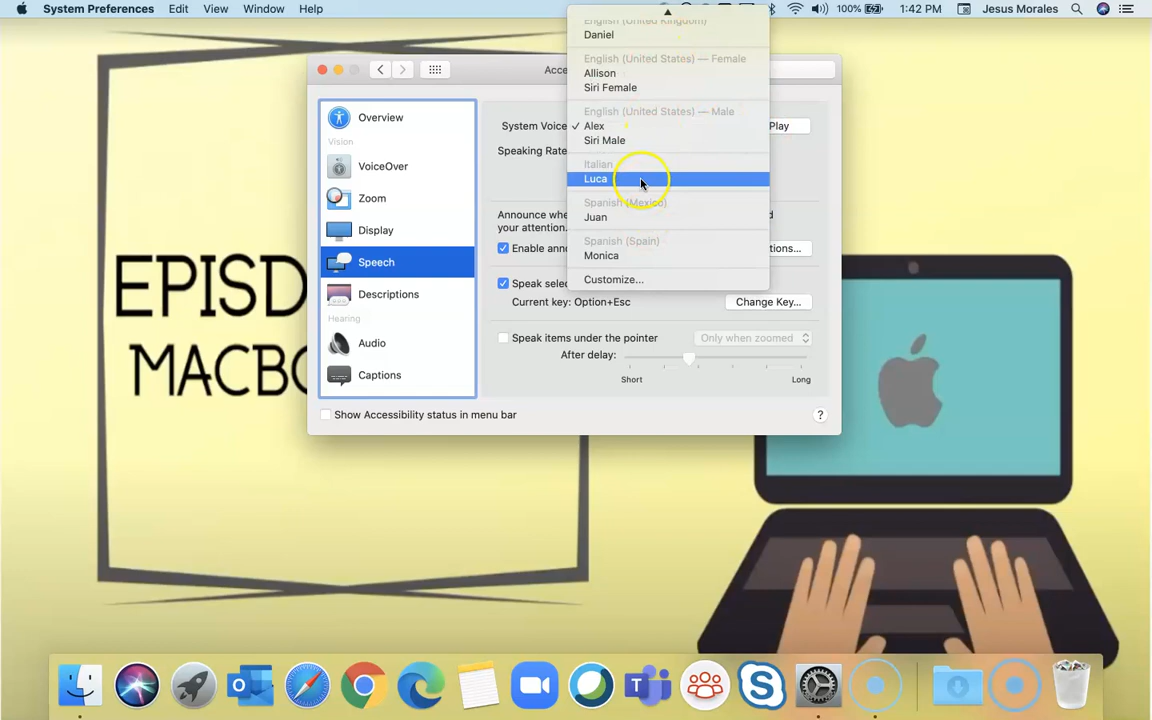 System Preferences Edit View Window Help 100% 1:42 PM Jesus Morales
English (United Kingdom)
Daniel
English (United States) — Female
Allison
Siri Female
English (United States) — Male
Alex
Siri Male
Italian
Luca
Spanish (Mexico)
Juan
Spanish (Spain)
Monica
Customize...
Overview
Vision
VoiceOver
Zoom
Display
Speech
Descriptions
Hearing
Audio
Captions
System Voice
Play
Speaking Rate
Announce whe
your attention.
Enable anno
tions...
Speak selec
Current key: Option+Esc
Change Key...
Speak items under the pointer
Only when zoomed
After delay:
Short
Long
Show Accessibility status in menu bar
?
EPISD
MACBO